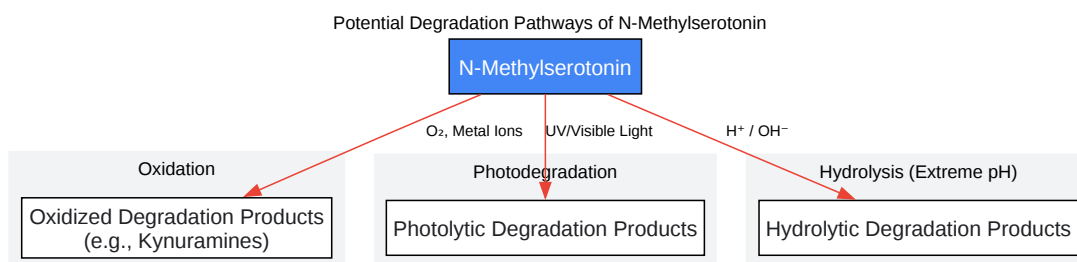 Potential Degradation Pathways of N-Methylserotonin
N-Methylserotonin
O₂, Metal Ions
UV/Visible Light
H⁺ / OH⁻
Oxidation
Photodegradation
Hydrolysis (Extreme pH)
Oxidized Degradation Products
(e.g., Kynuramines)
Photolytic Degradation Products
Hydrolytic Degradation Products